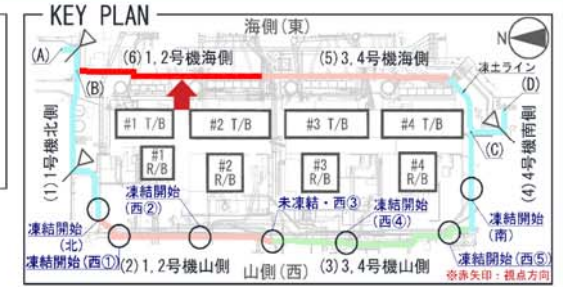 KEY PLAN
海側(東)
N
(A)
(6)1,2号機海側
(5)3,4号機海側
凍土ライン
(B)
(D)
(1)1号機北側
#1 T/B
#2 T/B
#3 T/B
#4 T/B
(4)4号機南側
(C)
#1
R/B
#2
R/B
#3
R/B
#4
R/B
凍結開始
(西②)
未凍結・西③
凍結開始
(西④)
凍結開始
(北)
凍結開始
(南)
凍結開始(西①)
(2)1,2号機山側
山側(西)
(3)3,4号機山側
凍結開始(西⑤)
※赤矢印:視点方向